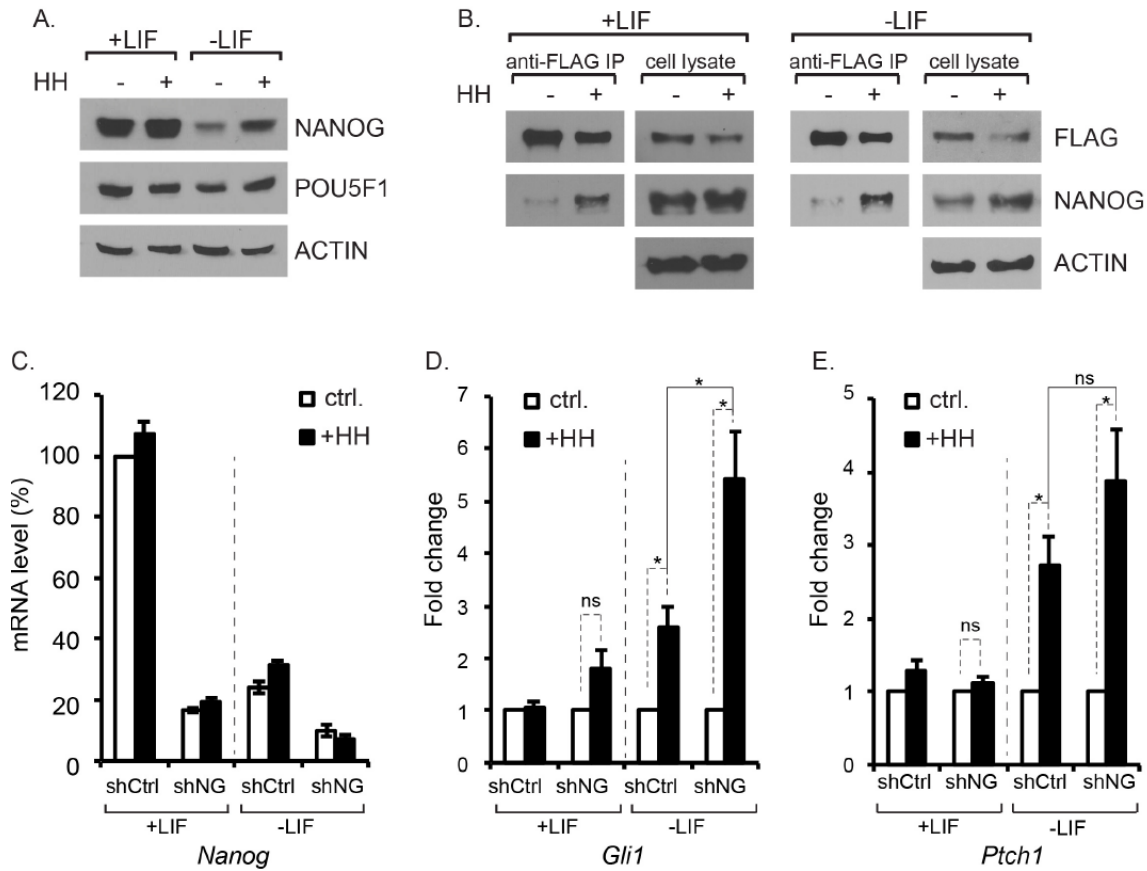 A.
+LIF -LIF
HH - + - +
NANOG
POU5F1
ACTIN
B.
+LIF -LIF
anti-FLAG IP cell lysate anti-FLAG IP cell lysate
HH - + - + - + - +
FLAG
NANOG
ACTIN
C.
mRNA level (%)
120
100
80
60
40
20
0
ctrl.
+HH
shCtrl shNG shCtrl shNG
+LIF -LIF
Nanog
D.
Fold change
7
6
5
4
3
2
1
0
ctrl.
+HH
ns
*
*
*
shCtrl shNG shCtrl shNG
+LIF -LIF
Gli1
E.
Fold change
5
4
3
2
1
0
ctrl.
+HH
ns
*
ns
*
shCtrl shNG shCtrl shNG
+LIF -LIF
Ptch1